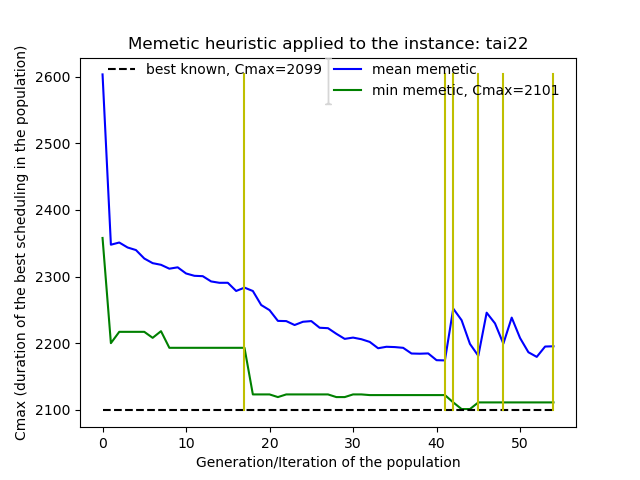 Memetic heuristic applied to the instance: tai22
best known, Cmax=2099
mean memetic
min memetic, Cmax=2101
Cmax (duration of the best scheduling in the population)
2600
2500
2400
2300
2200
2100
0 10 20 30 40 50
Generation/Iteration of the population